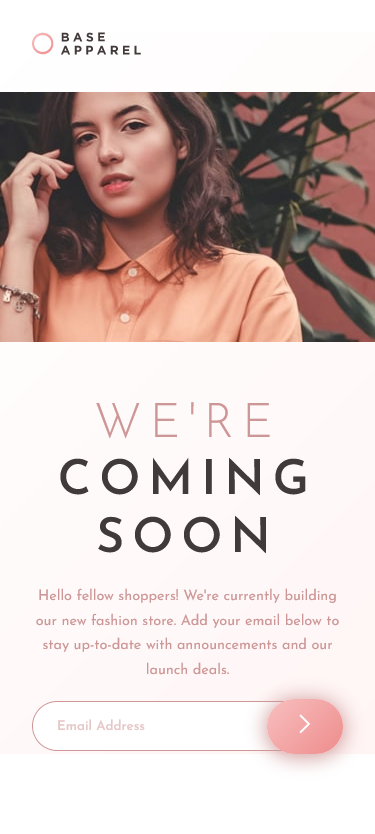 BASE
APPAREL
WE'RE
COMING
SOON
Hello fellow shoppers! We're currently building
our new fashion store. Add your email below to
stay up-to-date with announcements and our
launch deals.
Email Address